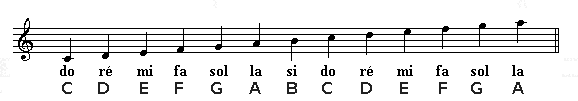 do ré mi fa sol la si do ré mi fa sol la
C D E F G A B C D E F G A